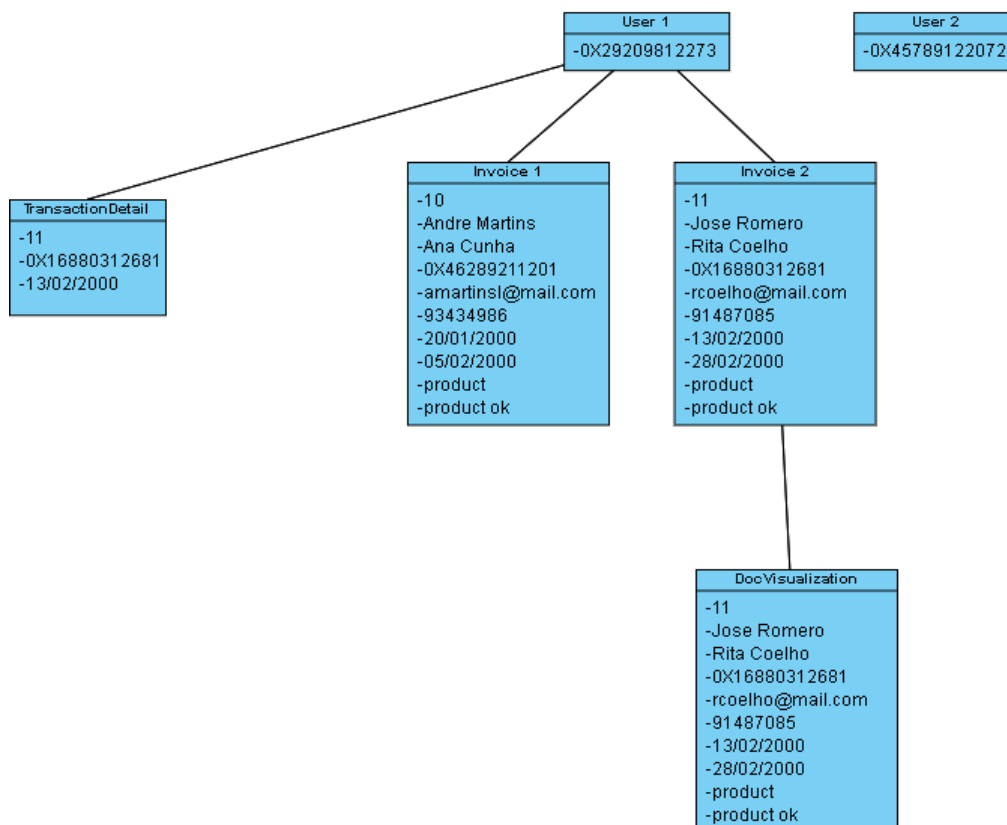 User 1
-0X29209812273
User 2
-0X45789122072
TransactionDetail
-11
-0X16880312681
-13/02/2000
Invoice 1
-10
-Andre Martins
-Ana Cunha
-0X46289211201
-amartinsl@mail.com
-93434986
-20/01/2000
-05/02/2000
-product
-product ok
Invoice 2
-11
-Jose Romero
-Rita Coelho
-0X16880312681
-rcoelho@mail.com
-91487085
-13/02/2000
-28/02/2000
-product
-product ok
DocVisualization
-11
-Jose Romero
-Rita Coelho
-0X16880312681
-rcoelho@mail.com
-91487085
-13/02/2000
-28/02/2000
-product
-product ok